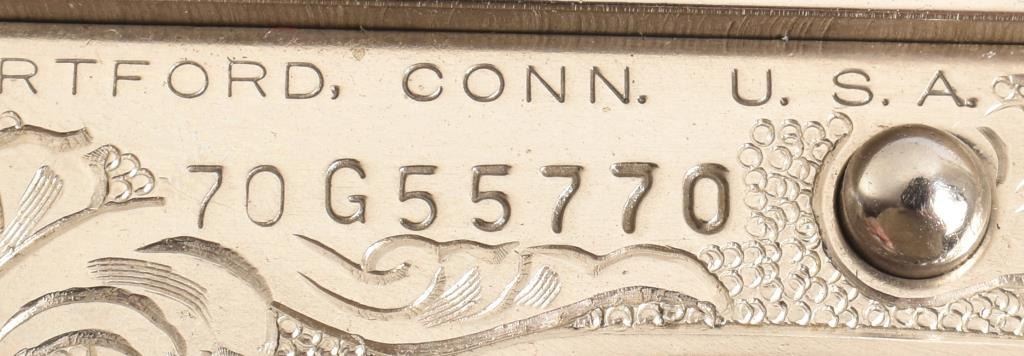 RTFORD, CONN. U. S. A.
70G55770